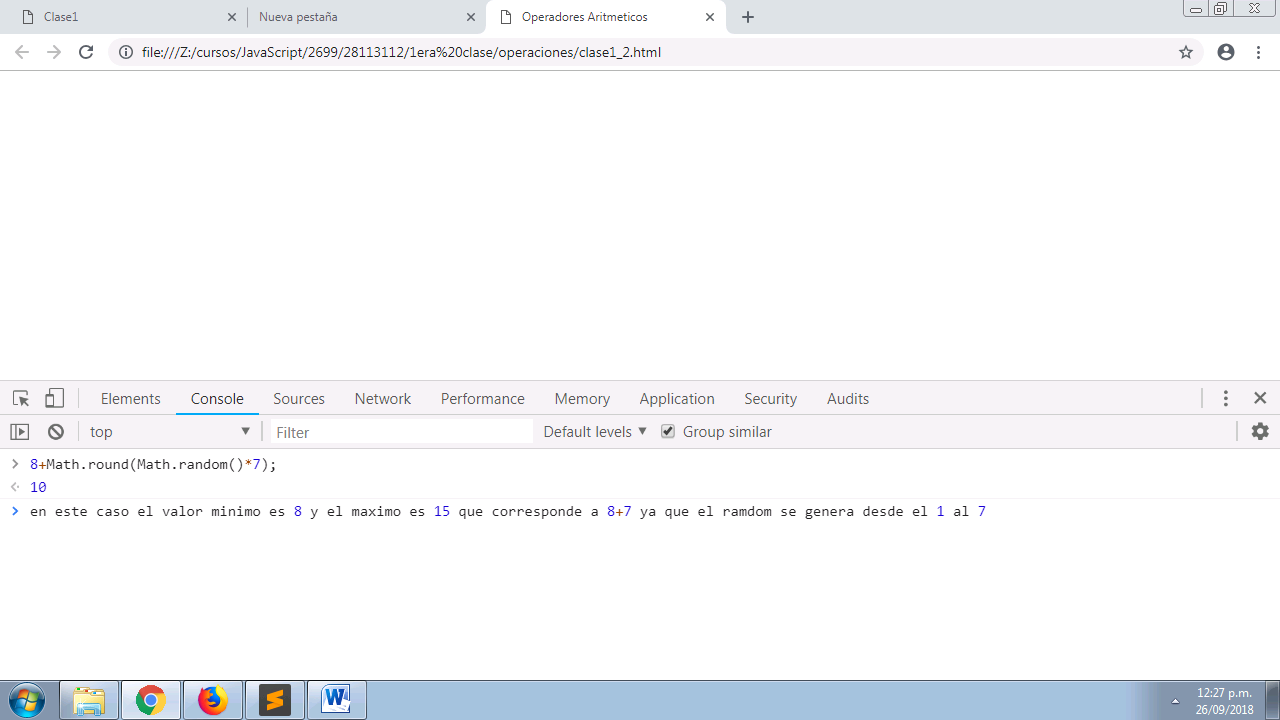 Clase1
Nueva pestaña
Operadores Aritmeticos
file:///Z:/cursos/JavaScript/2699/28113112/1era%20clase/operaciones/clase1_2.html
Elements Console Sources Network Performance Memory Application Security Audits
top Filter Default levels Group similar
8+Math.round(Math.random()*7);
10
en este caso el valor minimo es 8 y el maximo es 15 que corresponde a 8+7 ya que el ramdom se genera desde el 1 al 7
12:27 p.m.
26/09/2018